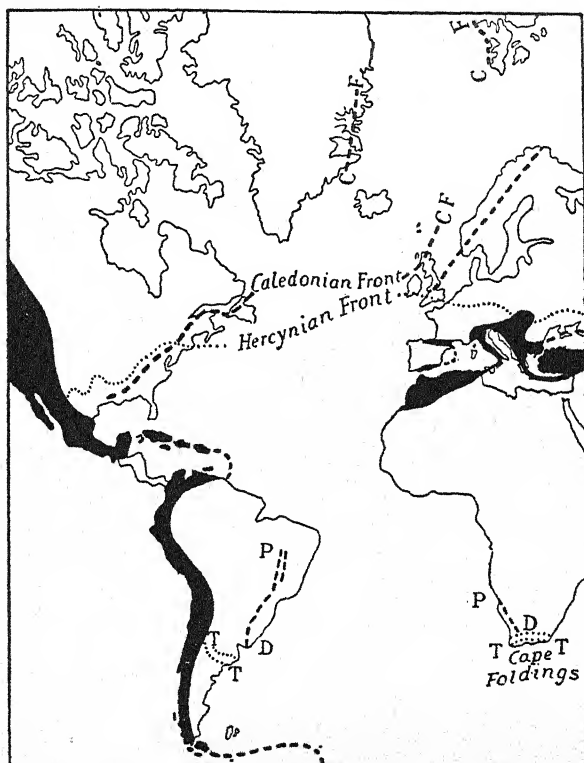 F
C
F
C
C F
Caledonian Front
Hercynian Front
P
P
D
T
D
T
T
T
Cape
Foldings